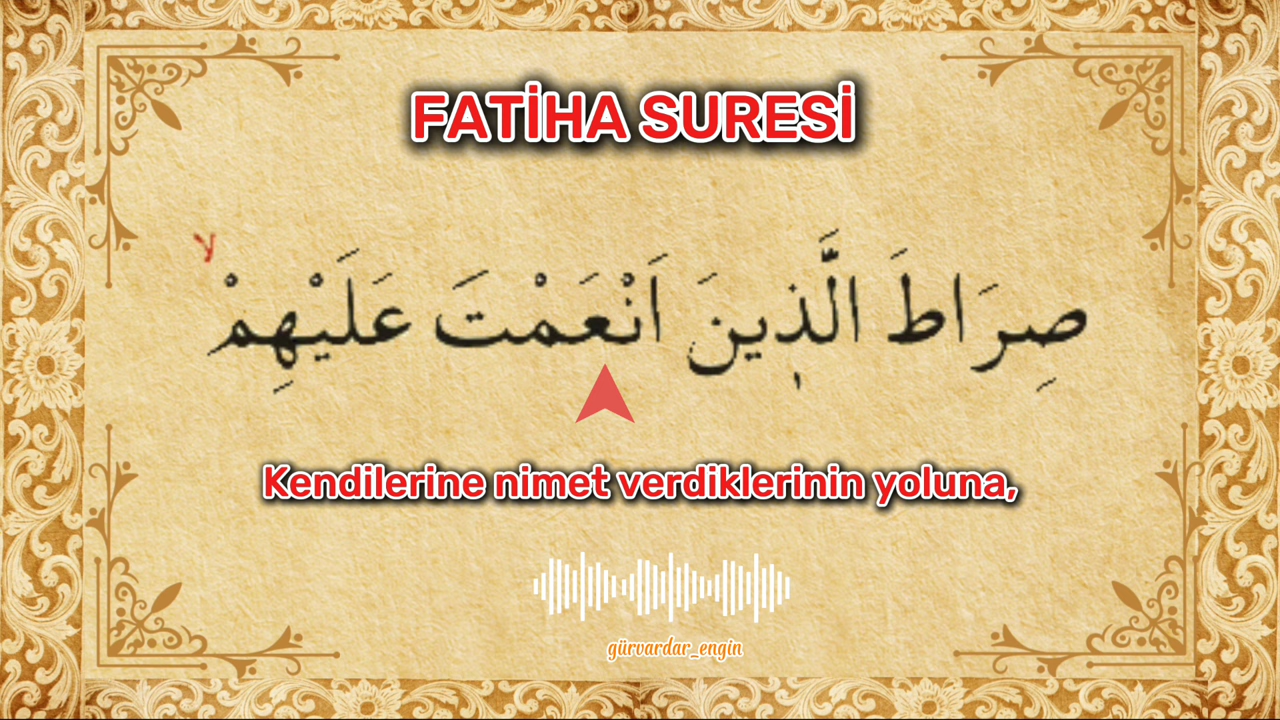 FATİHA SURESİ
صِرَاطَ الَّذ۪ينَ اَنْعَمْتَ عَلَيْهِمْۙ
Kendilerine nimet verdiklerinin yoluna,
gürvardar_engin